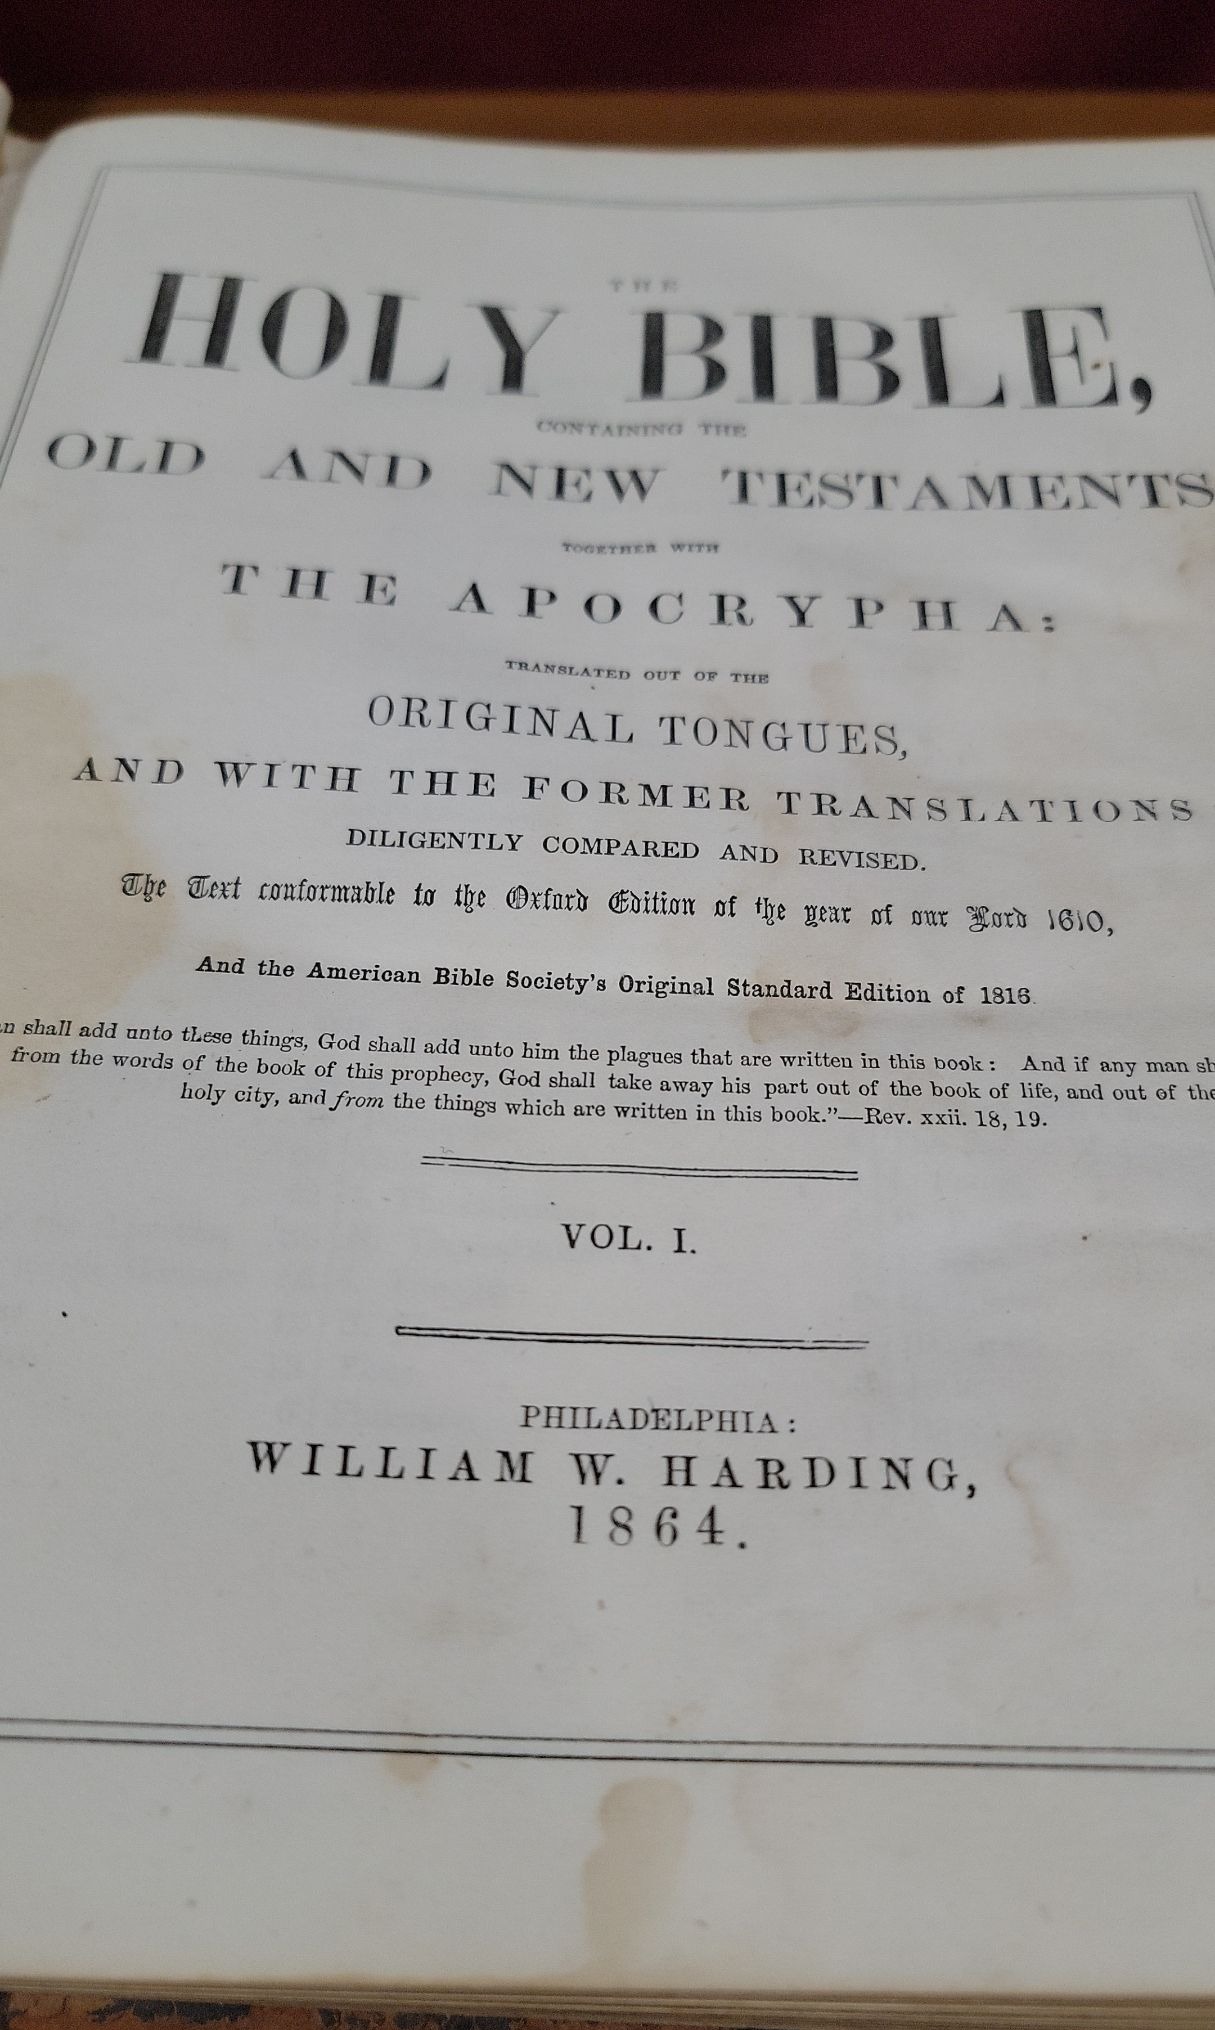 THE
HOLY BIBLE,
CONTAINING THE
OLD AND NEW TESTAMENTS
TOGETHER WITH
THE APOCRYPHA:
TRANSLATED OUT OF THE
ORIGINAL TONGUES,
AND WITH THE FORMER TRANSLATIONS
DILIGENTLY COMPARED AND REVISED.
The Text conformable to the Oxford Edition of the year of our Lord 1610,
And the American Bible Society's Original Standard Edition of 1816.
shall add unto these things, God shall add unto him the plagues that are written in this book: And if any man
from the words of the book of this prophecy, God shall take away his part out of the book of life, and out of the
holy city, and from the things which are written in this book."—Rev. xxii. 18, 19.
VOL. I.
PHILADELPHIA:
WILLIAM W. HARDING,
1864.